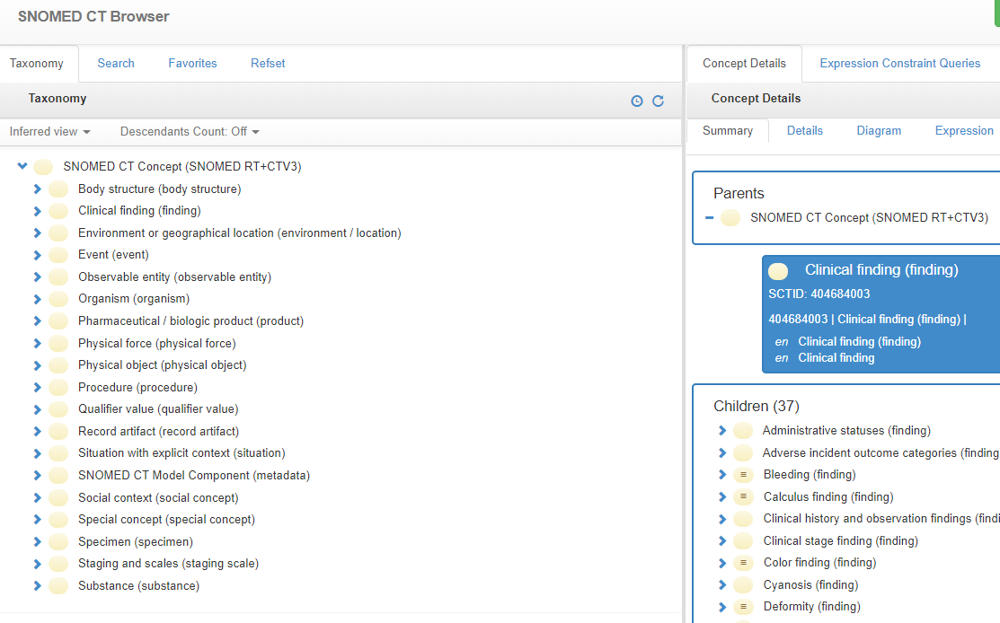 SNOMED CT Browser
Taxonomy Search Favorites Refset
Taxonomy
Inferred view Descendants Count: Off
SNOMED CT Concept (SNOMED RT+CTV3)
Body structure (body structure)
Clinical finding (finding)
Environment or geographical location (environment / location)
Event (event)
Observable entity (observable entity)
Organism (organism)
Pharmaceutical / biologic product (product)
Physical force (physical force)
Physical object (physical object)
Procedure (procedure)
Qualifier value (qualifier value)
Record artifact (record artifact)
Situation with explicit context (situation)
SNOMED CT Model Component (metadata)
Social context (social concept)
Special concept (special concept)
Specimen (specimen)
Staging and scales (staging scale)
Substance (substance)
Concept Details Expression Constraint Queries
Concept Details
Summary Details Diagram Expression
Parents
SNOMED CT Concept (SNOMED RT+CTV3)
Clinical finding (finding)
SCTID: 404684003
404684003 | Clinical finding (finding) |
en Clinical finding (finding)
en Clinical finding
Children (37)
Administrative statuses (finding)
Adverse incident outcome categories (finding
Bleeding (finding)
Calculus finding (finding)
Clinical history and observation findings (findi
Clinical stage finding (finding)
Color finding (finding)
Cyanosis (finding)
Deformity (finding)